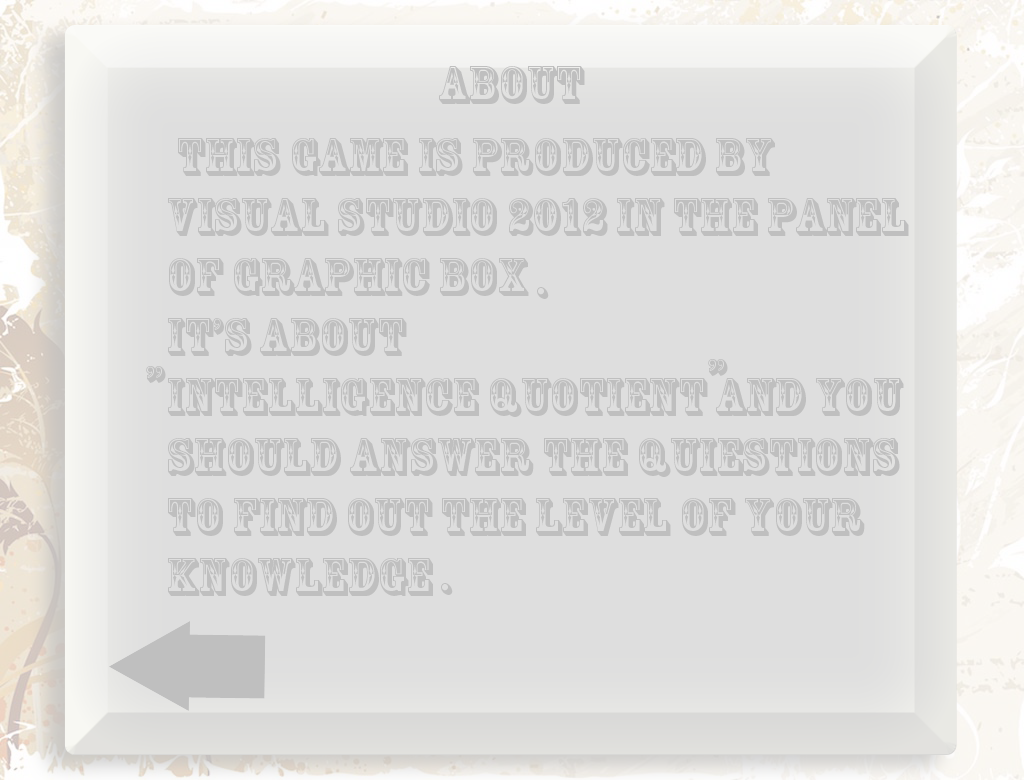 ABOUT
THIS GAME IS PRODUCED BY
VISUAL STUDIO 2012 IN THE PANEL
OF GRAPHIC BOX .
IT'S ABOUT
"INTELLIGENCE QUOTIENT"AND YOU
SHOULD ANSWER THE QUIESTIONS
TO FIND OUT THE LEVEL OF YOUR
KNOWLEDGE .